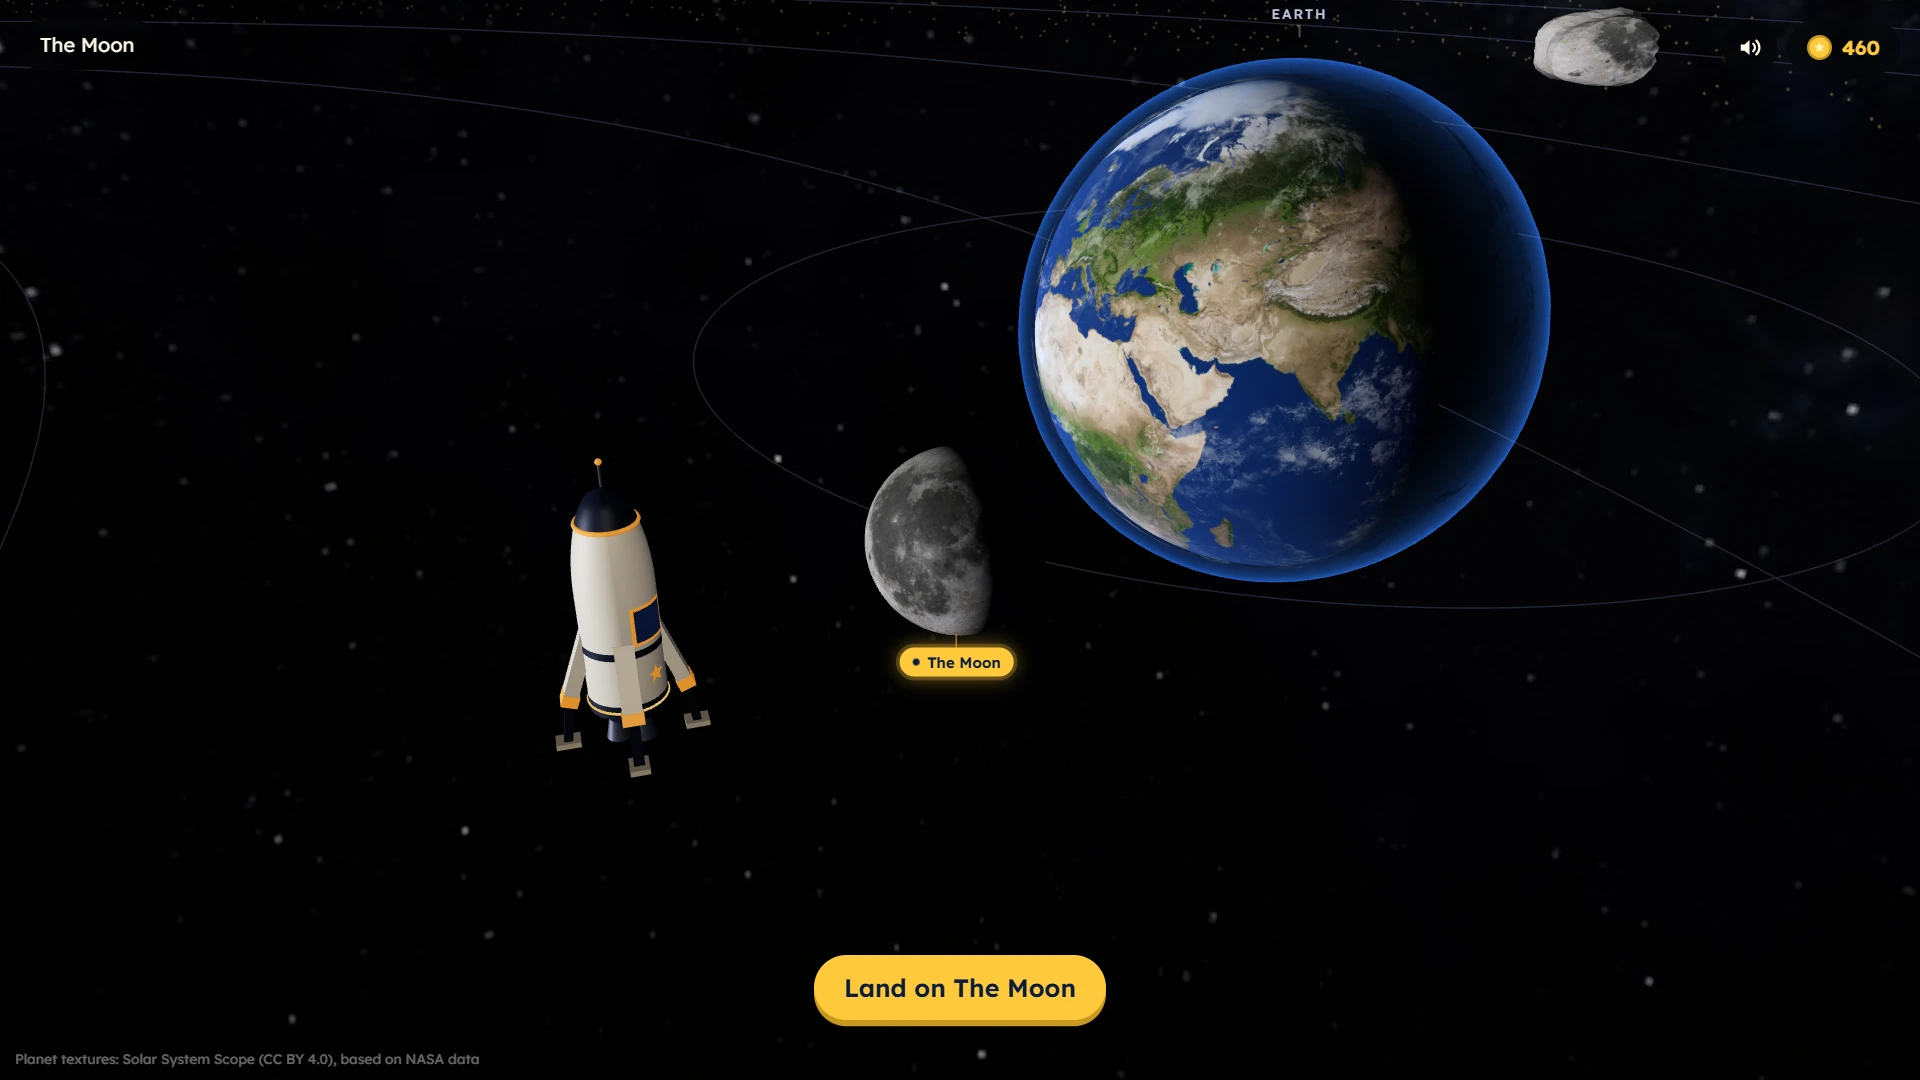 EARTH
The Moon
460
The Moon
Land on The Moon
Planet textures: Solar System Scope (CC BY 4.0), based on NASA data